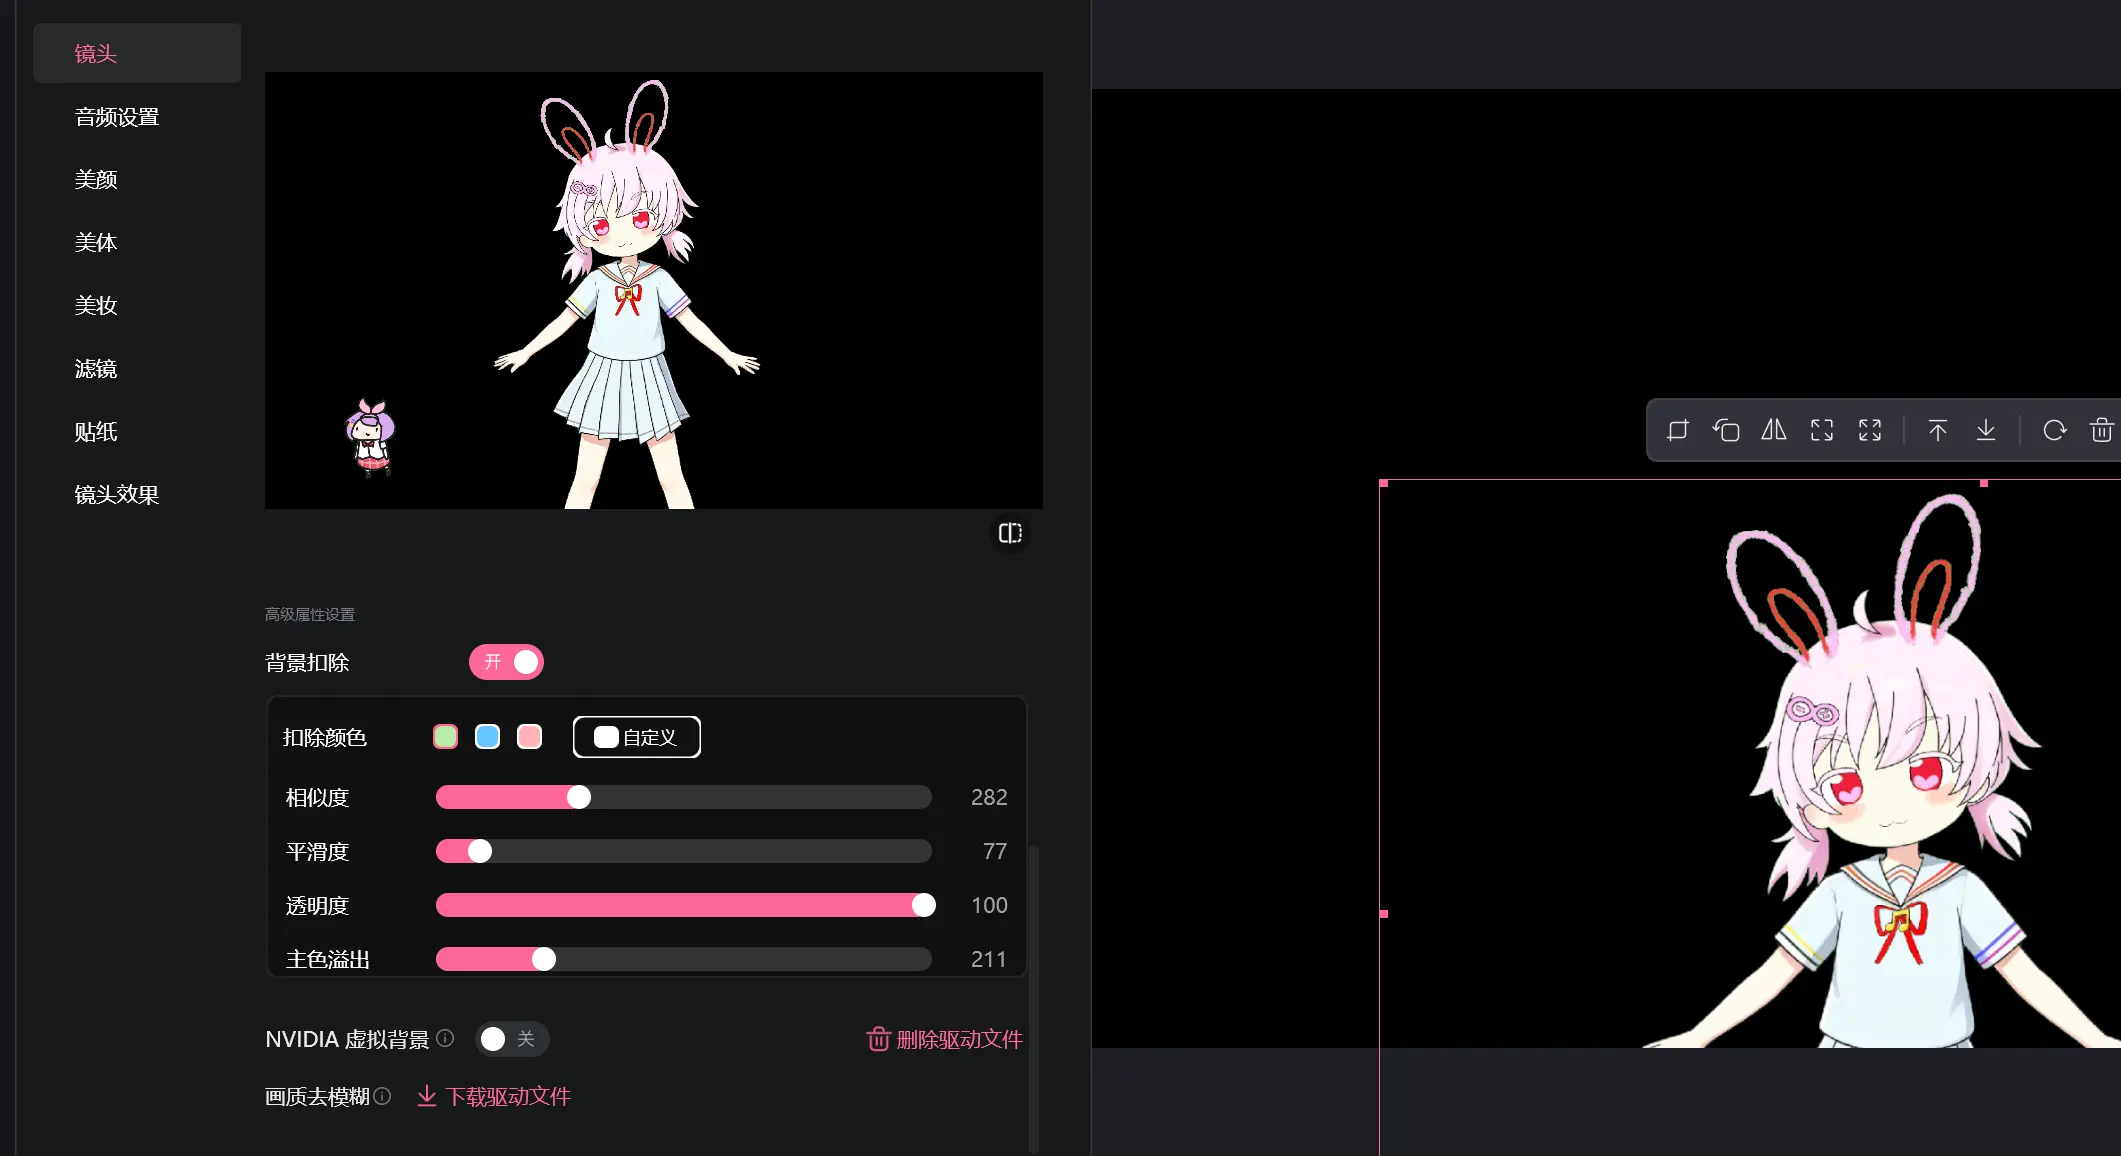 镜头
音频设置
美颜
美体
美妆
滤镜
贴纸
镜头效果
高级属性设置
背景扣除 开
扣除颜色 自定义
相似度 282
平滑度 77
透明度 100
主色溢出 211
NVIDIA 虚拟背景 关 删除驱动文件
画质去模糊 下载驱动文件